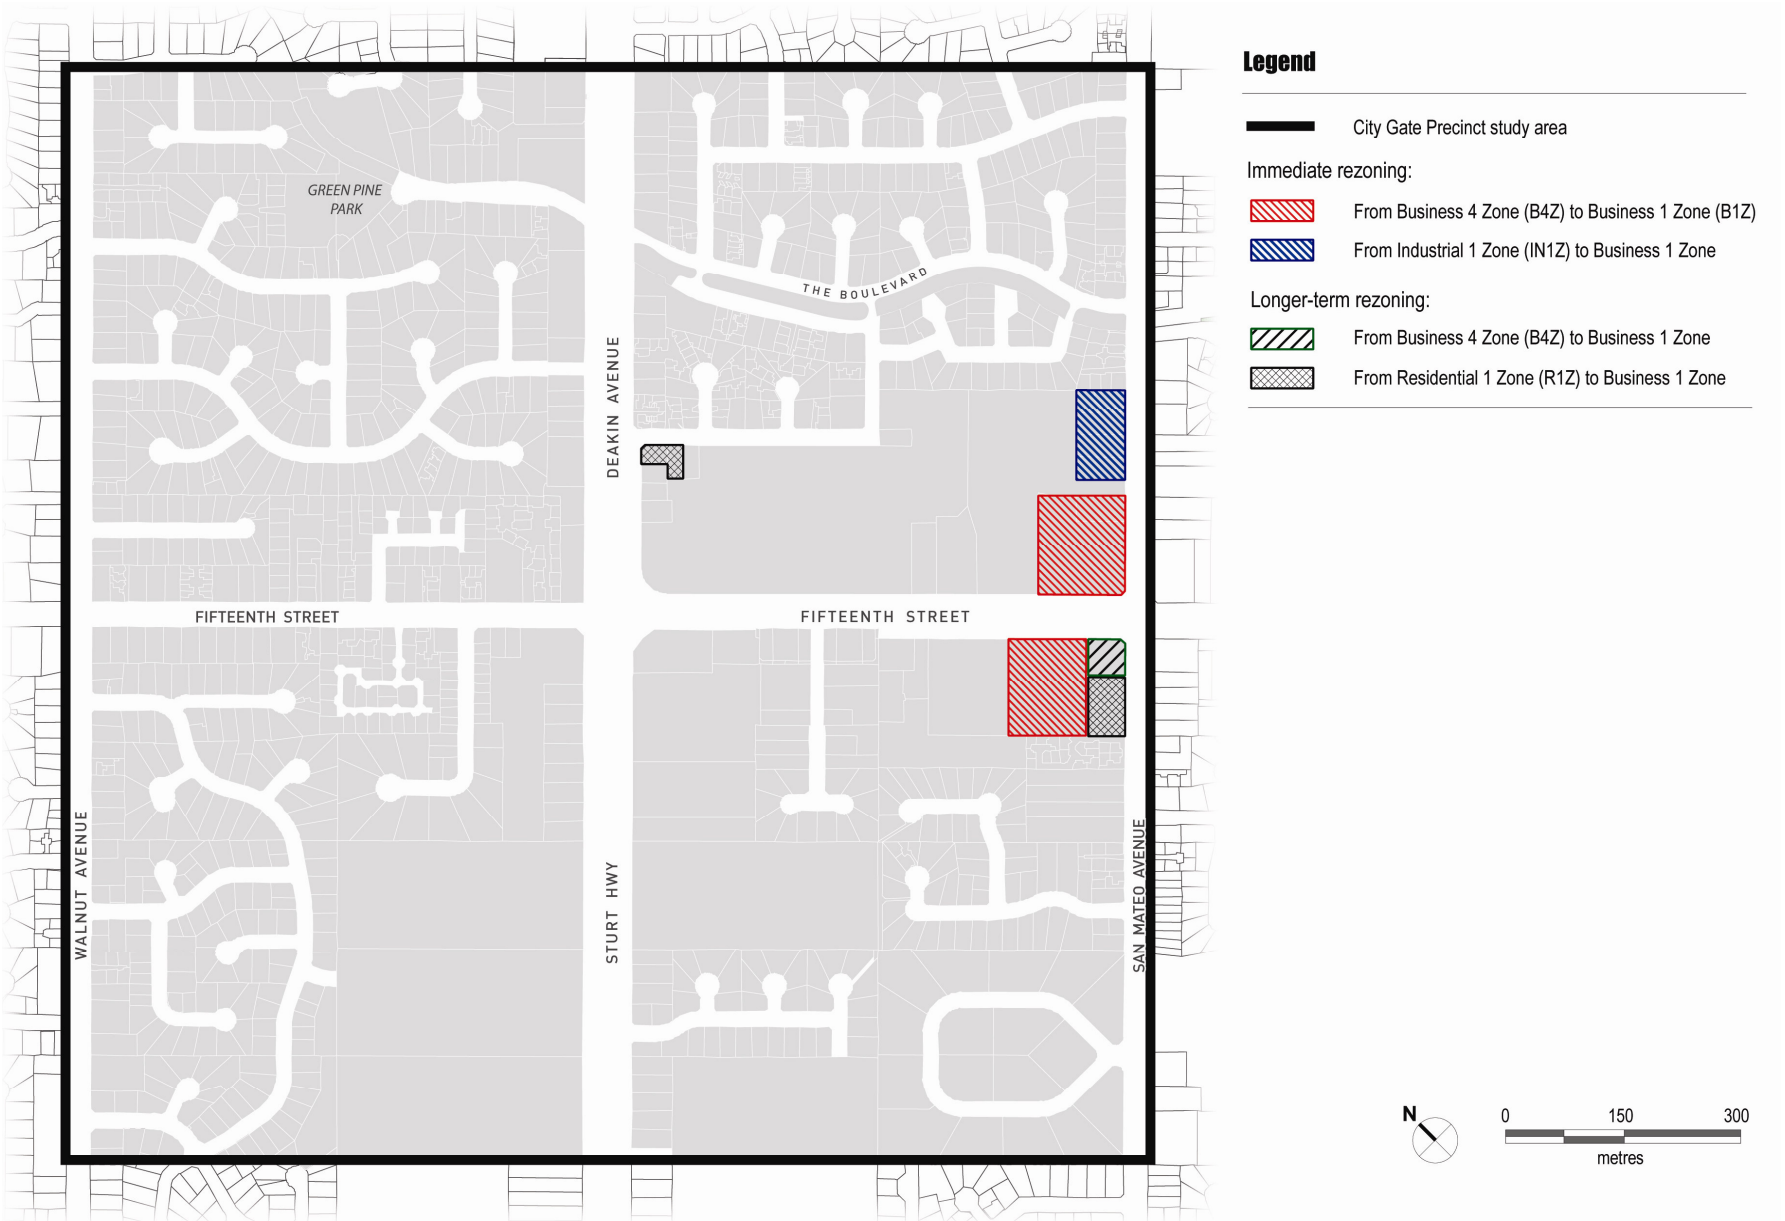 GREEN PINE
PARK
THE BOULEVARD
DEAKIN AVENUE
FIFTEENTH STREET
FIFTEENTH STREET
WALNUT AVENUE
STURT HWY
SAN MATEO AVENUE
Legend
City Gate Precinct study area
Immediate rezoning:
From Business 4 Zone (B4Z) to Business 1 Zone (B1Z)
From Industrial 1 Zone (IN1Z) to Business 1 Zone
Longer-term rezoning:
From Business 4 Zone (B4Z) to Business 1 Zone
From Residential 1 Zone (R1Z) to Business 1 Zone
N
0 150 300
metres